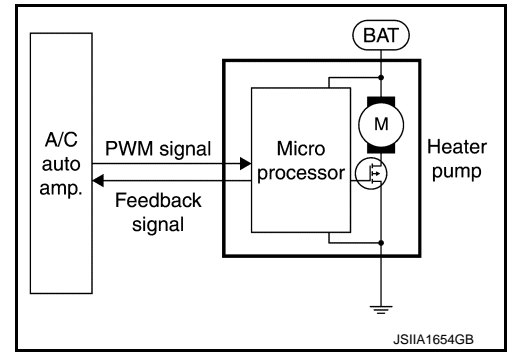 BAT
A/C
auto
amp.
PWM signal
Feedback
signal
Micro
processor
M
Heater
pump
JSIIA1654GB